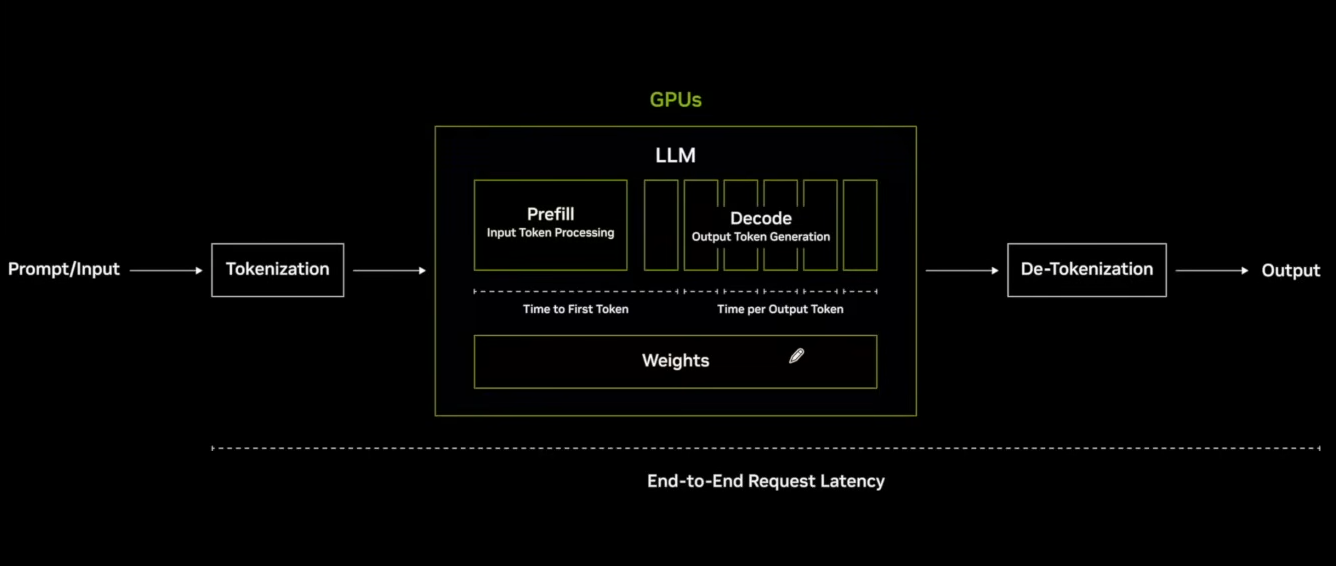 GPUs
LLM
Prefill
Input Token Processing
Decode
Output Token Generation
Prompt/Input
Tokenization
De-Tokenization
Output
Time to First Token
Time per Output Token
Weights
End-to-End Request Latency